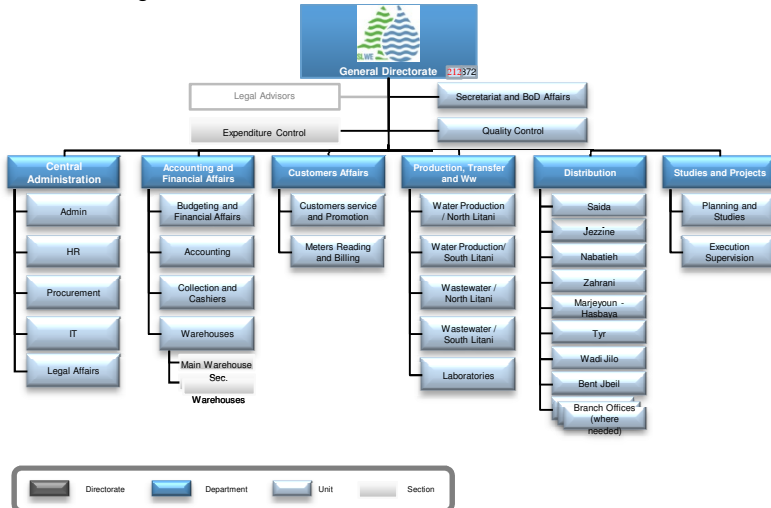 SLWE
General Directorate 212372
Legal Advisors
Secretariat and BoD Affairs
Expenditure Control
Quality Control
Central
Administration
Accounting and
Financial Affairs
Customers Affairs
Production, Transfer
and Ww
Distribution
Studies and Projects
Admin
HR
Procurement
IT
Legal Affairs
Budgeting and
Financial Affairs
Accounting
Collection and
Cashiers
Warehouses
Main Warehouse
Sec.
Warehouses
Customers service
and Promotion
Meters Reading
and Billing
Water Production
/ North Litani
Water Production/
South Litani
Wastewater /
North Litani
Wastewater /
South Litani
Laboratories
Saida
Jezzine
Nabatieh
Zahrani
Marjeyoun -
Hasbaya
Tyr
Wadi Jilo
Bent Jbeil
Branch Offices
(where
needed)
Planning and
Studies
Execution
Supervision
Directorate
Department
Unit
Section